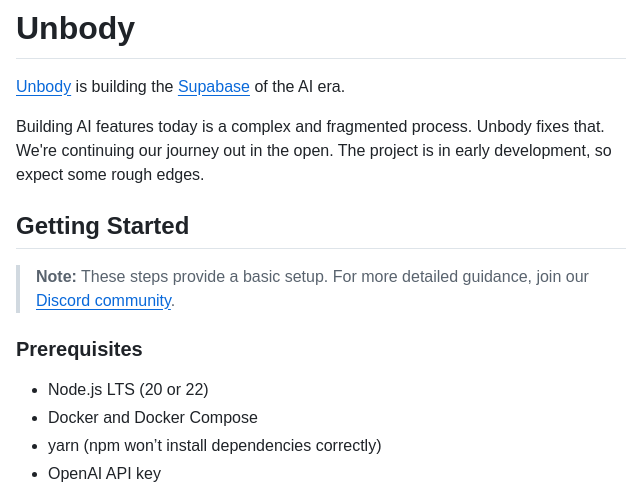 Unbody
Unbody is building the Supabase of the AI era.
Building AI features today is a complex and fragmented process. Unbody fixes that.
We're continuing our journey out in the open. The project is in early development, so
expect some rough edges.
Getting Started
Note: These steps provide a basic setup. For more detailed guidance, join our
Discord community.
Prerequisites
• Node.js LTS (20 or 22)
• Docker and Docker Compose
• yarn (npm won’t install dependencies correctly)
• OpenAI API key